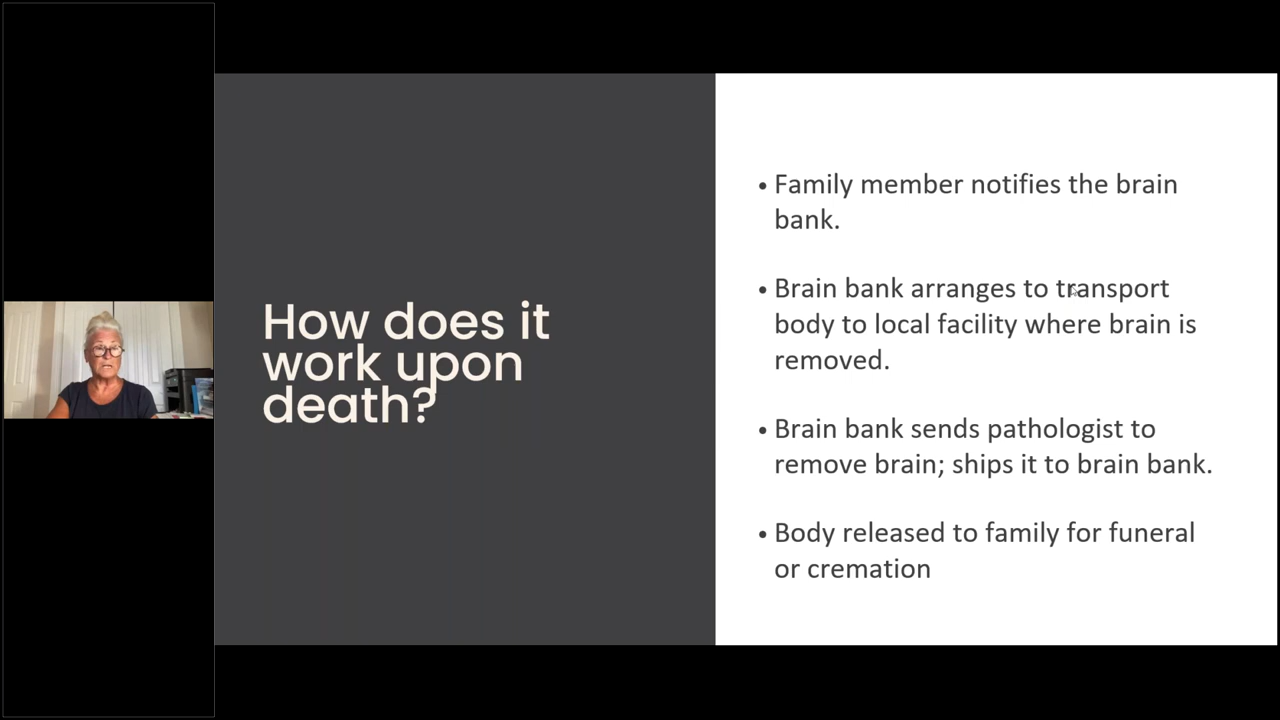 How does it
work upon
death?
• Family member notifies the brain
bank.
• Brain bank arranges to transport
body to local facility where brain is
removed.
• Brain bank sends pathologist to
remove brain; ships it to brain bank.
• Body released to family for funeral
or cremation